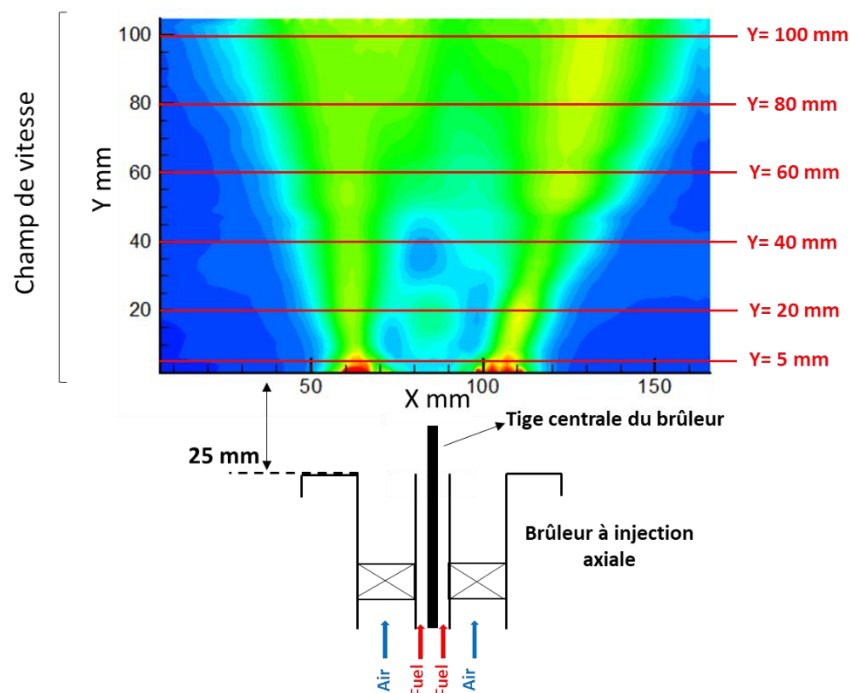 Champ de vitesse
Y mm
100
80
60
40
20
50
100
150
X mm
Y= 100 mm
Y= 80 mm
Y= 60 mm
Y= 40 mm
Y= 20 mm
Y= 5 mm
Tige centrale du brûleur
25 mm
Brûleur à injection
axiale
Air
Fuel
Fuel
Air